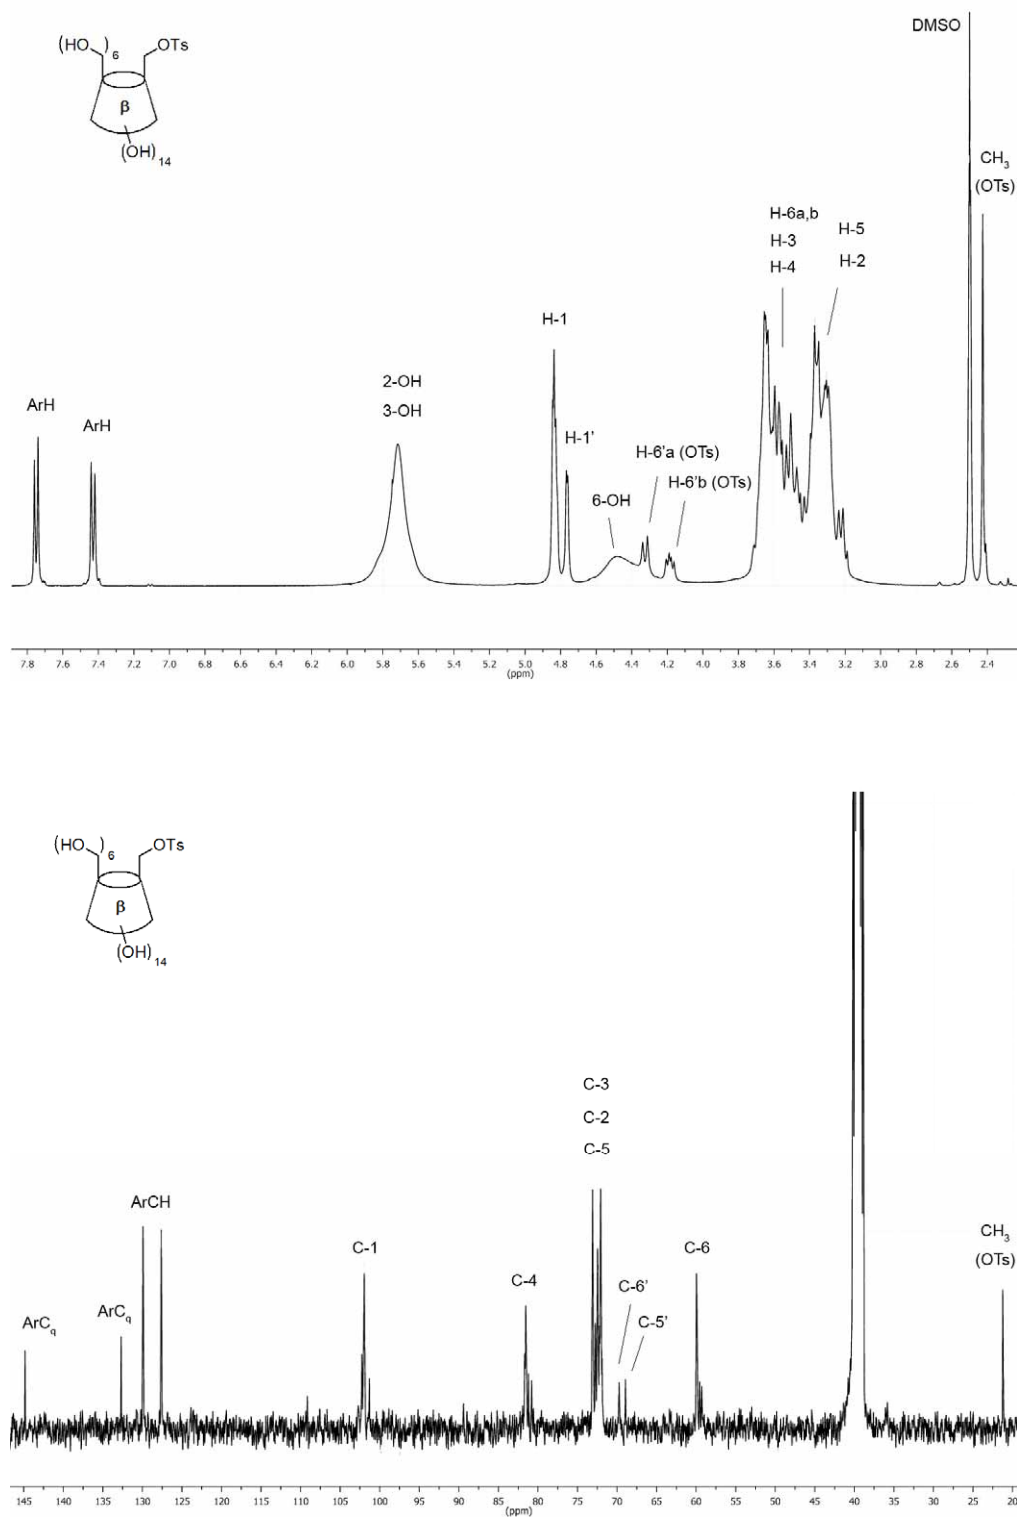 (HO
)6
OTs
β
(OH)14
DMSO
CH3
(OTs)
H-6a,b
H-3
H-4
H-5
H-2
H-1
2-OH
3-OH
ArH
ArH
H-1'
H-6'a (OTs)
H-6'b (OTs)
6-OH
7.8 7.6 7.4 7.2 7.0 6.8 6.6 6.4 6.2 6.0 5.8 5.6 5.4 5.2 5.0 4.8 4.6 4.4 4.2 4.0 3.8 3.6 3.4 3.2 3.0 2.8 2.6 2.4
(ppm)
(HO
)6
OTs
β
(OH)14
C-3
C-2
C-5
ArCH
C-1
C-6
CH3
(OTs)
C-4
C-6'
ArCq
ArCq
C-5'
145 140 135 130 125 120 115 110 105 100 95 90 85 80 75 70 65 60 55 50 45 40 35 30 25 20
(ppm)